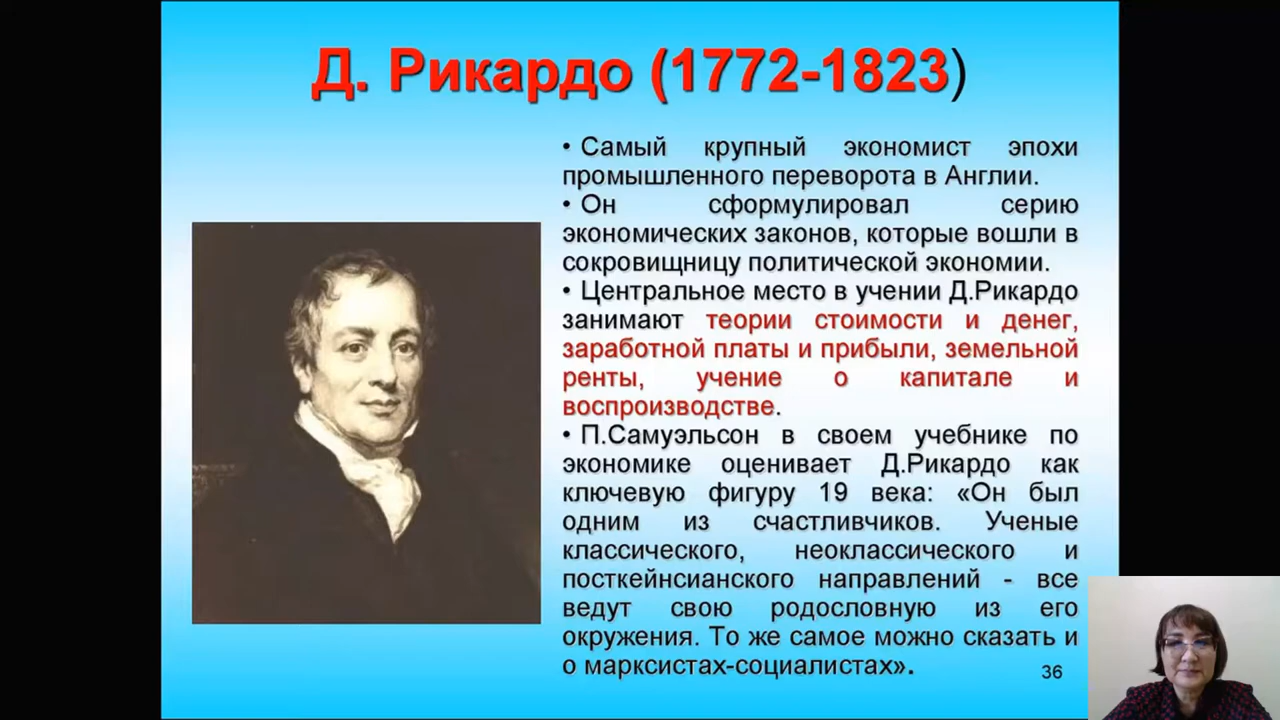 Д. Рикардо (1772-1823)
• Самый крупный экономист эпохи
промышленного переворота в Англии.
• Он сформулировал серию
экономических законов, которые вошли в
сокровищницу политической экономии.
• Центральное место в учении Д.Рикардо
занимают теории стоимости и денег,
заработной платы и прибыли, земельной
ренты, учение о капитале и
воспроизводстве.
• П.Самуэльсон в своем учебнике по
экономике оценивает Д.Рикардо как
ключевую фигуру 19 века: «Он был
одним из счастливчиков. Ученые
классического, неоклассического и
посткейнсианского направлений - все
ведут свою родословную из его
окружения. То же самое можно сказать и
о марксистах-социалистах».
36